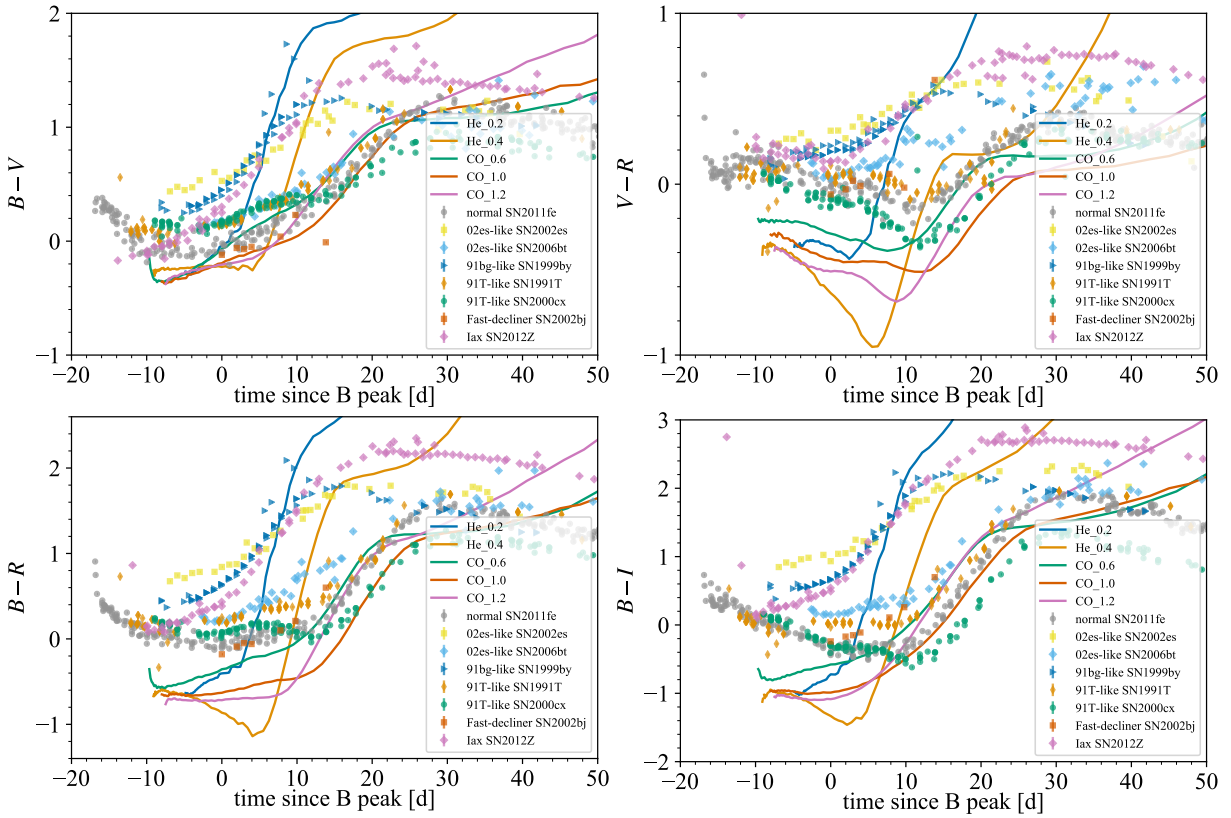 2
1
0
−1
B − V
−20 −10 0 10 20 30 40 50
time since B peak [d]
He_0.2
He_0.4
CO_0.6
CO_1.0
CO_1.2
normal SN2011fe
02es-like SN2002es
02es-like SN2006bt
91bg-like SN1999by
91T-like SN1991T
91T-like SN2000cx
Fast-decliner SN2002bj
Iax SN2012Z
1
0
−1
V − R
−20 −10 0 10 20 30 40 50
time since B peak [d]
He_0.2
He_0.4
CO_0.6
CO_1.0
CO_1.2
normal SN2011fe
02es-like SN2002es
02es-like SN2006bt
91bg-like SN1999by
91T-like SN1991T
91T-like SN2000cx
Fast-decliner SN2002bj
Iax SN2012Z
2
1
0
−1
B − R
−20 −10 0 10 20 30 40 50
time since B peak [d]
He_0.2
He_0.4
CO_0.6
CO_1.0
CO_1.2
normal SN2011fe
02es-like SN2002es
02es-like SN2006bt
91bg-like SN1999by
91T-like SN1991T
91T-like SN2000cx
Fast-decliner SN2002bj
Iax SN2012Z
3
2
1
0
−1
−2
B − I
−20 −10 0 10 20 30 40 50
time since B peak [d]
He_0.2
He_0.4
CO_0.6
CO_1.0
CO_1.2
normal SN2011fe
02es-like SN2002es
02es-like SN2006bt
91bg-like SN1999by
91T-like SN1991T
91T-like SN2000cx
Fast-decliner SN2002bj
Iax SN2012Z